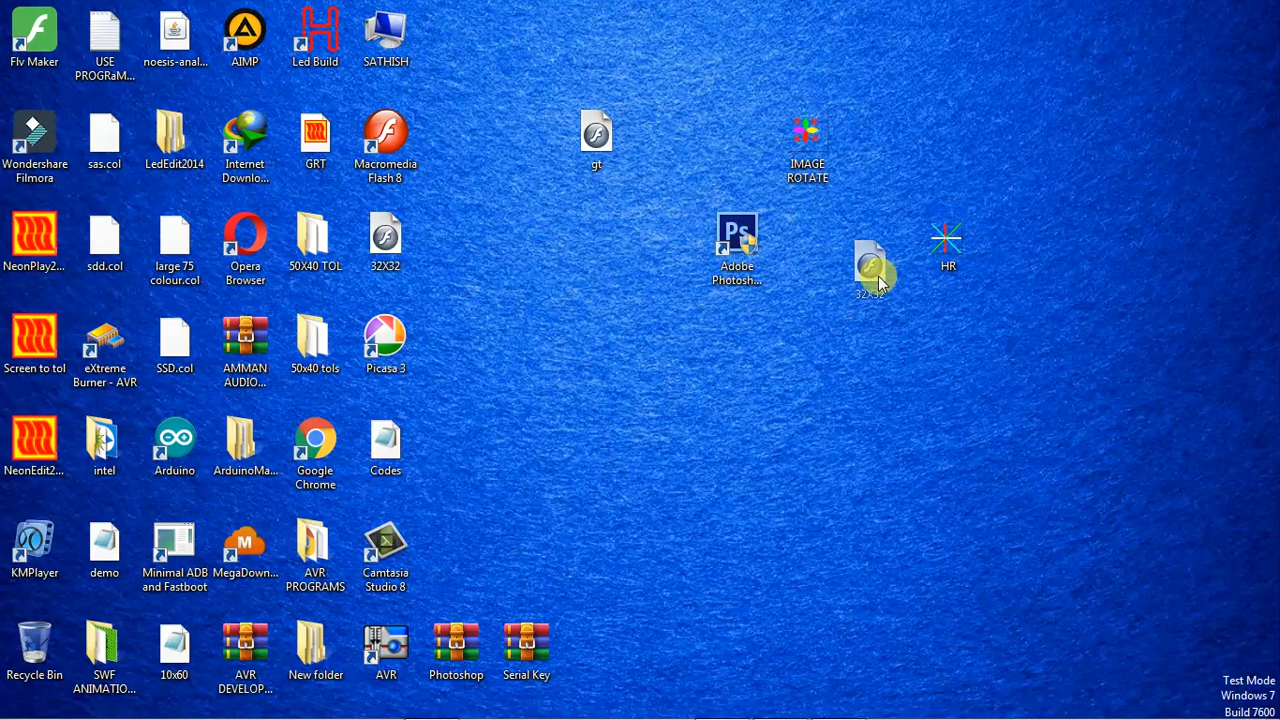 Flv Maker
USE
PROGRaM...
noesis-anal...
AIMP
Led Build
SATHISH
Wondershare
Filmora
sas.col
LedEdit2014
Internet
Downlo...
GRT
Macromedia
Flash 8
gt
IMAGE
ROTATE
NeonPlay2...
sdd.col
large 75
colour.col
Opera
Browser
50X40 TOL
32X32
Ps
Adobe
Photosh...
32X32
HR
Screen to tol
eXtreme
Burner - AVR
SSD.col
AMMAN
AUDIO...
50x40 tols
Picasa 3
NeonEdit2...
intel
Arduino
ArduinoMa...
Google
Chrome
Codes
KMPlayer
demo
Minimal ADB
and Fastboot
M
MegaDown...
AVR
PROGRAMS
Camtasia
Studio 8
Recycle Bin
SWF
ANIMATIO...
10x60
AVR
DEVELOP...
New folder
AVR
Photoshop
Serial Key
Test Mode
Windows 7
Build 7600